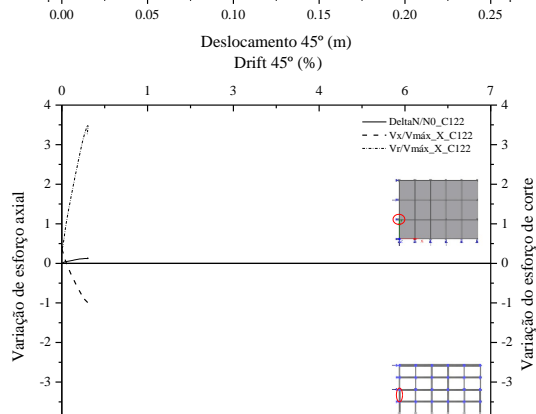 0.00 0.05 0.10 0.15 0.20 0.25
Deslocamento 45º (m)
Drift 45º (%)
0 1 3 4 6 7
4 4
DeltaN/N0_C122
Vx/Vmáx_X_C122
Vr/Vmáx_X_C122
3 3
2 2
1 1
0 0
-1 -1
-2 -2
-3 -3
Variação de esforço axial
Variação do esforço de corte